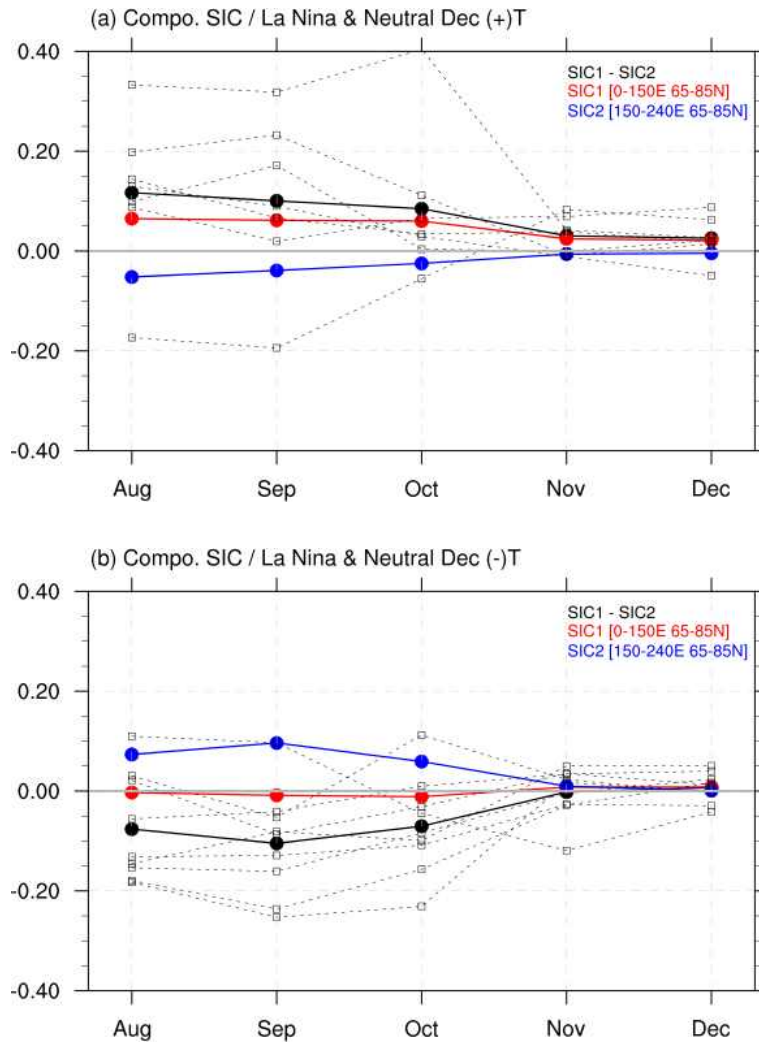 (a) Compo. SIC / La Nina & Neutral Dec (+)T
0.40
SIC1 - SIC2
SIC1 [0-150E 65-85N]
SIC2 [150-240E 65-85N]
0.20
0.00
-0.20
-0.40
Aug Sep Oct Nov Dec
(b) Compo. SIC / La Nina & Neutral Dec (-)T
0.40
SIC1 - SIC2
SIC1 [0-150E 65-85N]
SIC2 [150-240E 65-85N]
0.20
0.00
-0.20
-0.40
Aug Sep Oct Nov Dec